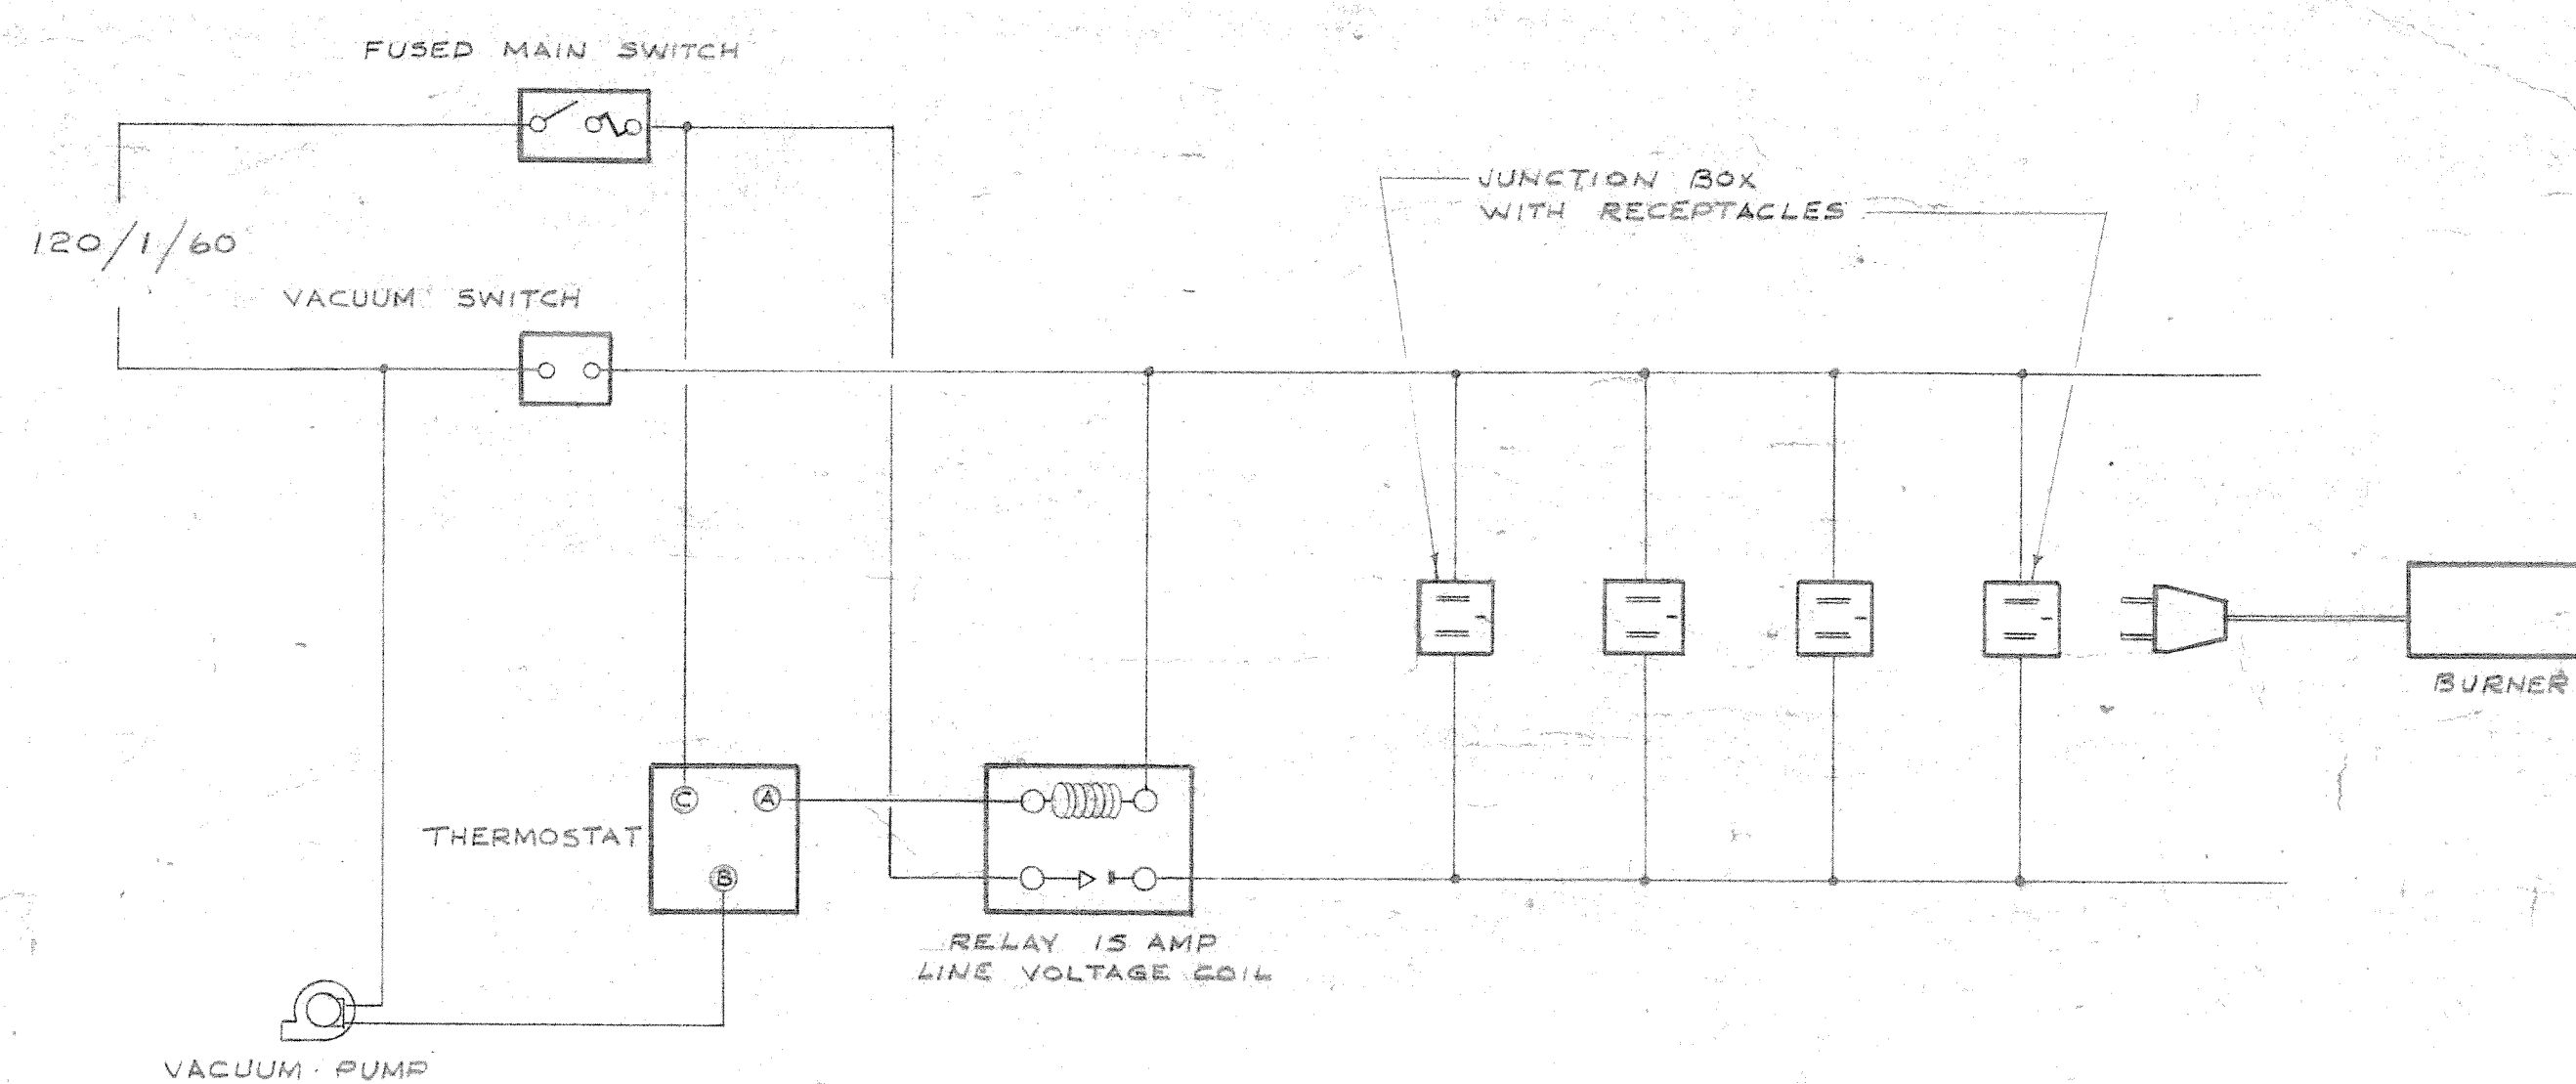 FUSED MAIN SWITCH
120/1/60
JUNCTION BOX
WITH RECEPTACLES
VACUUM SWITCH
BURNER
C
A
THERMOSTAT
B
RELAY 15 AMP
LINE VOLTAGE COIL
VACUUM PUMP